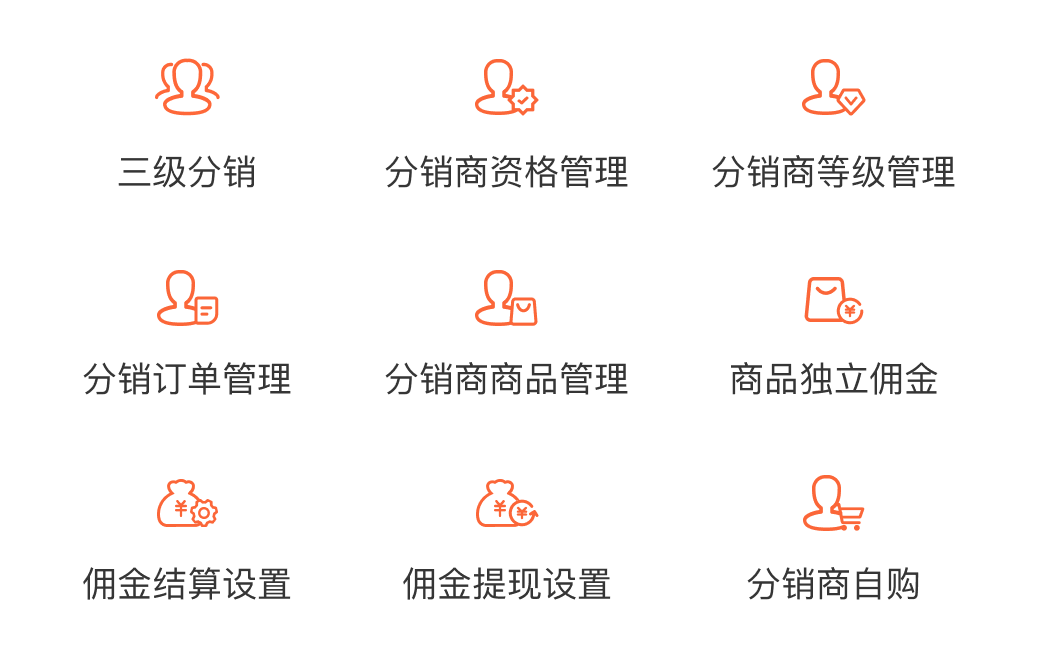 三级分销
分销商资格管理
分销商等级管理
分销订单管理
分销商商品管理
商品独立佣金
佣金结算设置
佣金提现设置
分销商自购